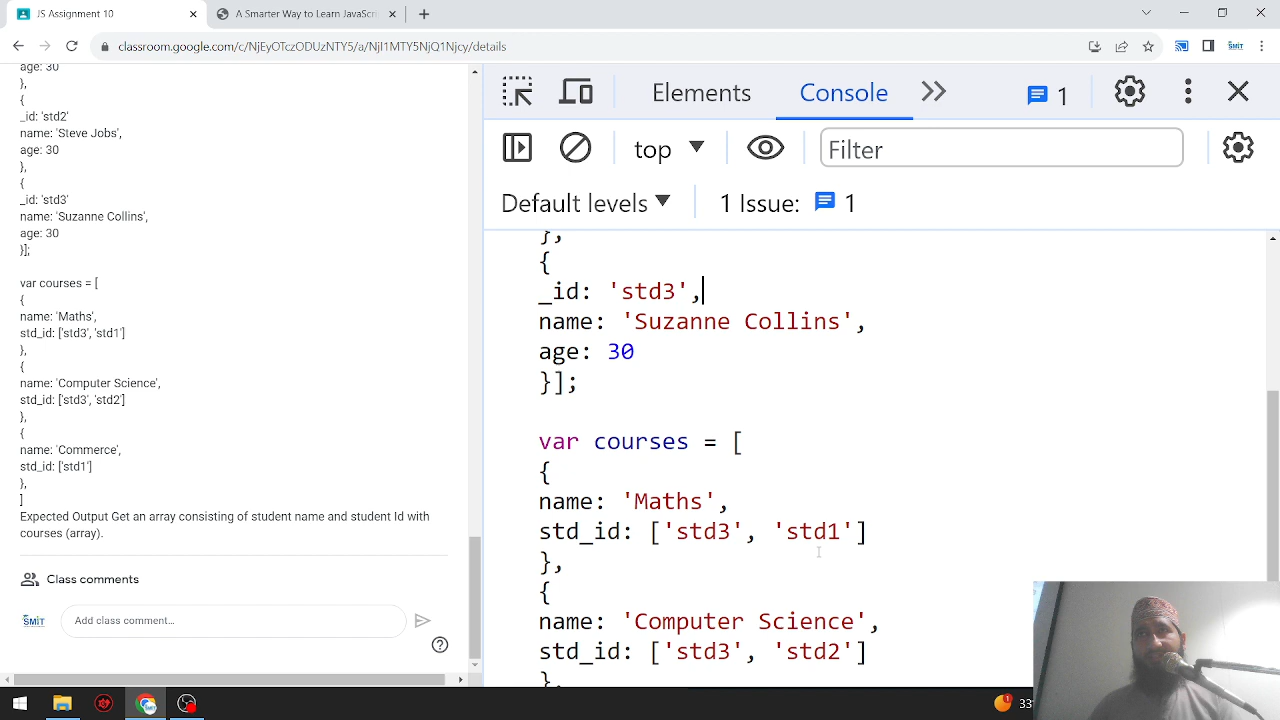 JS Assignment 10
A Smarter Way to Learn JavaScri
classroom.google.com/c/NjEyOTczODUzNTY5/a/NjI1MTY5NjQ1Njcy/details
SMIT
age: 30
},
{
_id: 'std2'
name: 'Steve Jobs',
age: 30
},
{
_id: 'std3'
name: 'Suzanne Collins',
age: 30
}];
var courses = [
{
name: 'Maths',
std_id: ['std3', 'std1']
},
{
name: 'Computer Science',
std_id: ['std3', 'std2']
},
{
name: 'Commerce',
std_id: ['std1']
},
]
Expected Output Get an array consisting of student name and student Id with
courses (array).
Class comments
SMIT
Add class comment...
Elements
Console
1
top
Filter
Default levels
1 Issue:
1
},
{
_id: 'std3',
name: 'Suzanne Collins',
age: 30
}];
var courses = [
{
name: 'Maths',
std_id: ['std3', 'std1']
},
{
name: 'Computer Science',
std_id: ['std3', 'std2']
},
1